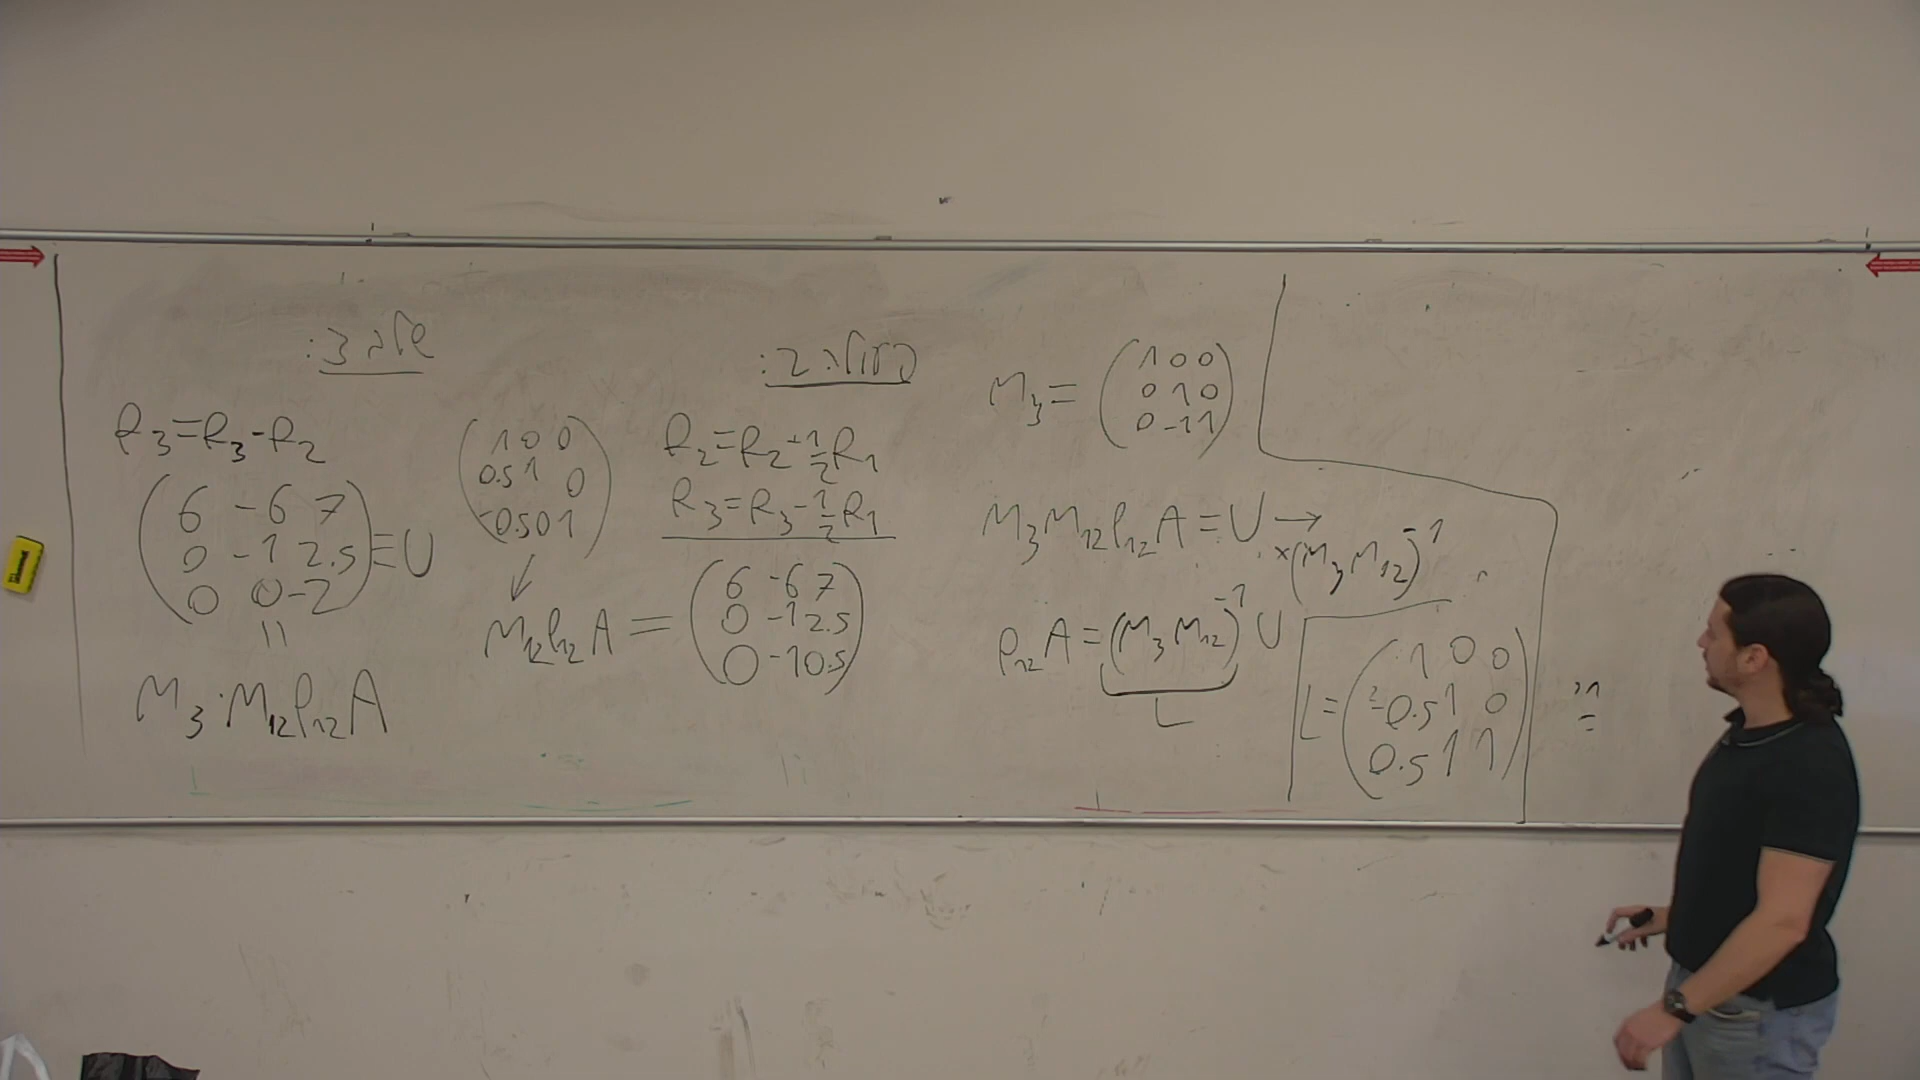 שלב 3:
R₃=R₃-R₂
(6 -6 7
0 -1 2.5
0 0 -2) = U
=
M₃·M₁₂P₁₂A
2:
(1 0 0
0.5 1 0
-0.5 0 1)
R₂=R₂+½R₁
R₃=R₃-½R₁
M₁₂P₁₂A = (6 -6 7
0 -1 2.5
0 -1 0.5)
M₃ = (1 0 0
0 1 0
0 -1 1)
M₃M₁₂P₁₂A = U →
×(M₃M₁₂)⁻¹
P₁₂A = (M₃M₁₂)⁻¹U
L
L = (1 0 0
-0.5 1 0
0.5 1 1)